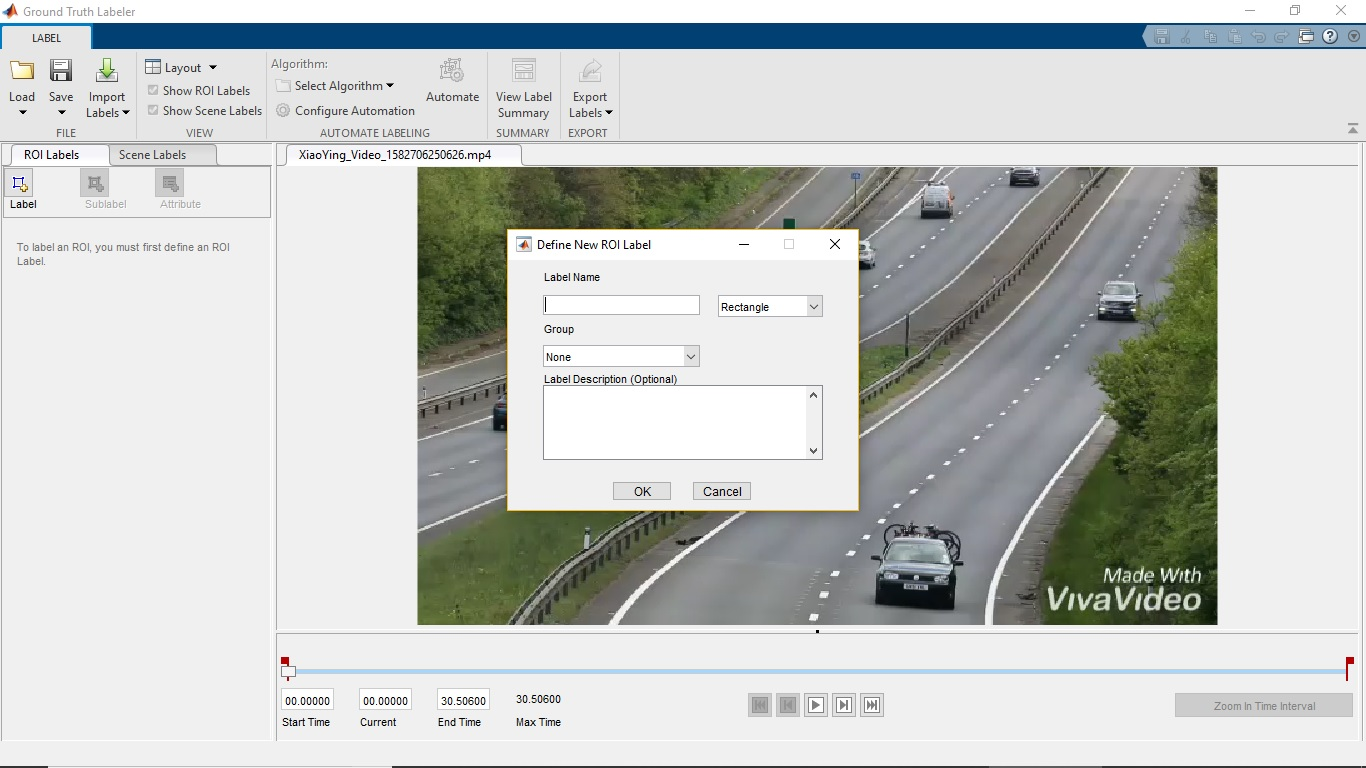 Ground Truth Labeler
LABEL
Load
Save
Import
Labels
FILE
Layout
Show ROI Labels
Show Scene Labels
VIEW
Algorithm:
Select Algorithm
Configure Automation
Automate
AUTOMATE LABELING
View Label
Summary
SUMMARY
Export
Labels
EXPORT
ROI Labels
Scene Labels
Label
Sublabel
Attribute
To label an ROI, you must first define an ROI
Label.
XiaoYing_Video_1582706250626.mp4
Define New ROI Label
Label Name
Rectangle
Group
None
Label Description (Optional)
OK
Cancel
Made With
VivaVideo
00.00000
00.00000
30.50600
30.50600
Start Time
Current
End Time
Max Time
Zoom In Time Interval